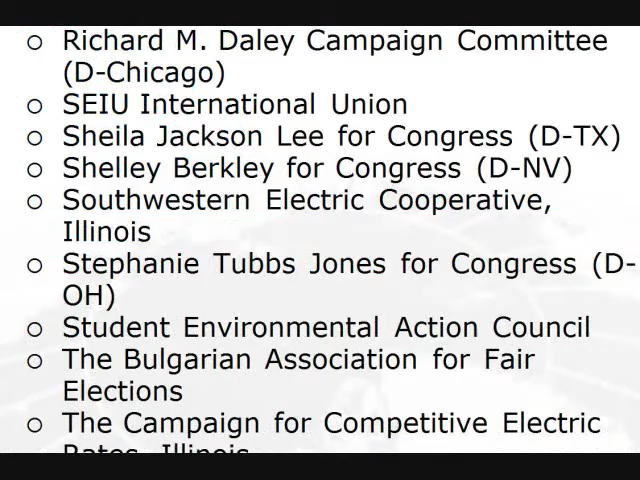 Richard M. Daley Campaign Committee
(D-Chicago)
SEIU International Union
Sheila Jackson Lee for Congress (D-TX)
Shelley Berkley for Congress (D-NV)
Southwestern Electric Cooperative,
Illinois
Stephanie Tubbs Jones for Congress (D-
OH)
Student Environmental Action Council
The Bulgarian Association for Fair
Elections
The Campaign for Competitive Electric
Rates, Illinois